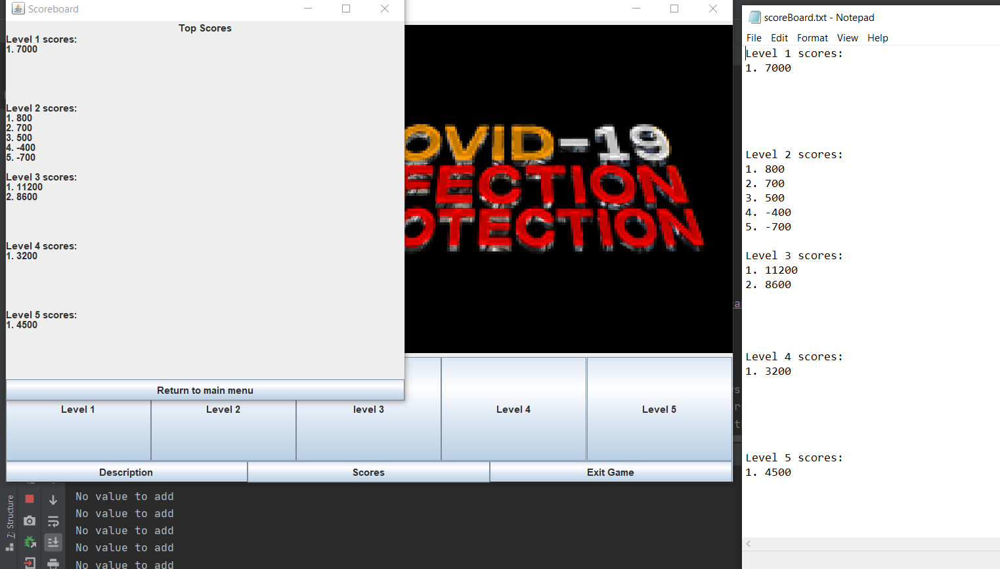 Scoreboard
Top Scores
Level 1 scores:
1. 7000
Level 2 scores:
1. 800
2. 700
3. 500
4. -400
5. -700
Level 3 scores:
1. 11200
2. 8600
Level 4 scores:
1. 3200
Level 5 scores:
1. 4500
Return to main menu
OVID-19
FECTION
OTECTION
Level 1
Level 2
level 3
Level 4
Level 5
Description
Scores
Exit Game
7: Structure
No value to add
No value to add
No value to add
No value to add
No value to add
scoreBoard.txt - Notepad
File Edit Format View Help
Level 1 scores:
1. 7000
Level 2 scores:
1. 800
2. 700
3. 500
4. -400
5. -700
Level 3 scores:
1. 11200
2. 8600
Level 4 scores:
1. 3200
Level 5 scores:
1. 4500